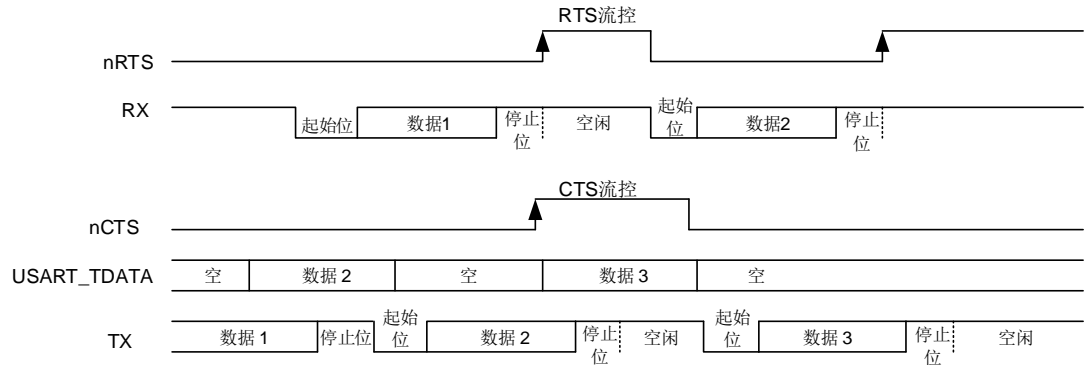 RTS流控
nRTS
RX
起始位
数据1
停止
位
空闲
起始
位
数据2
停止
位
CTS流控
nCTS
USART_TDATA
空
数据 2
空
数据 3
空
TX
数据 1
停止位
起始
位
数据 2
停止
位
空闲
起始
位
数据 3
停止
位
空闲